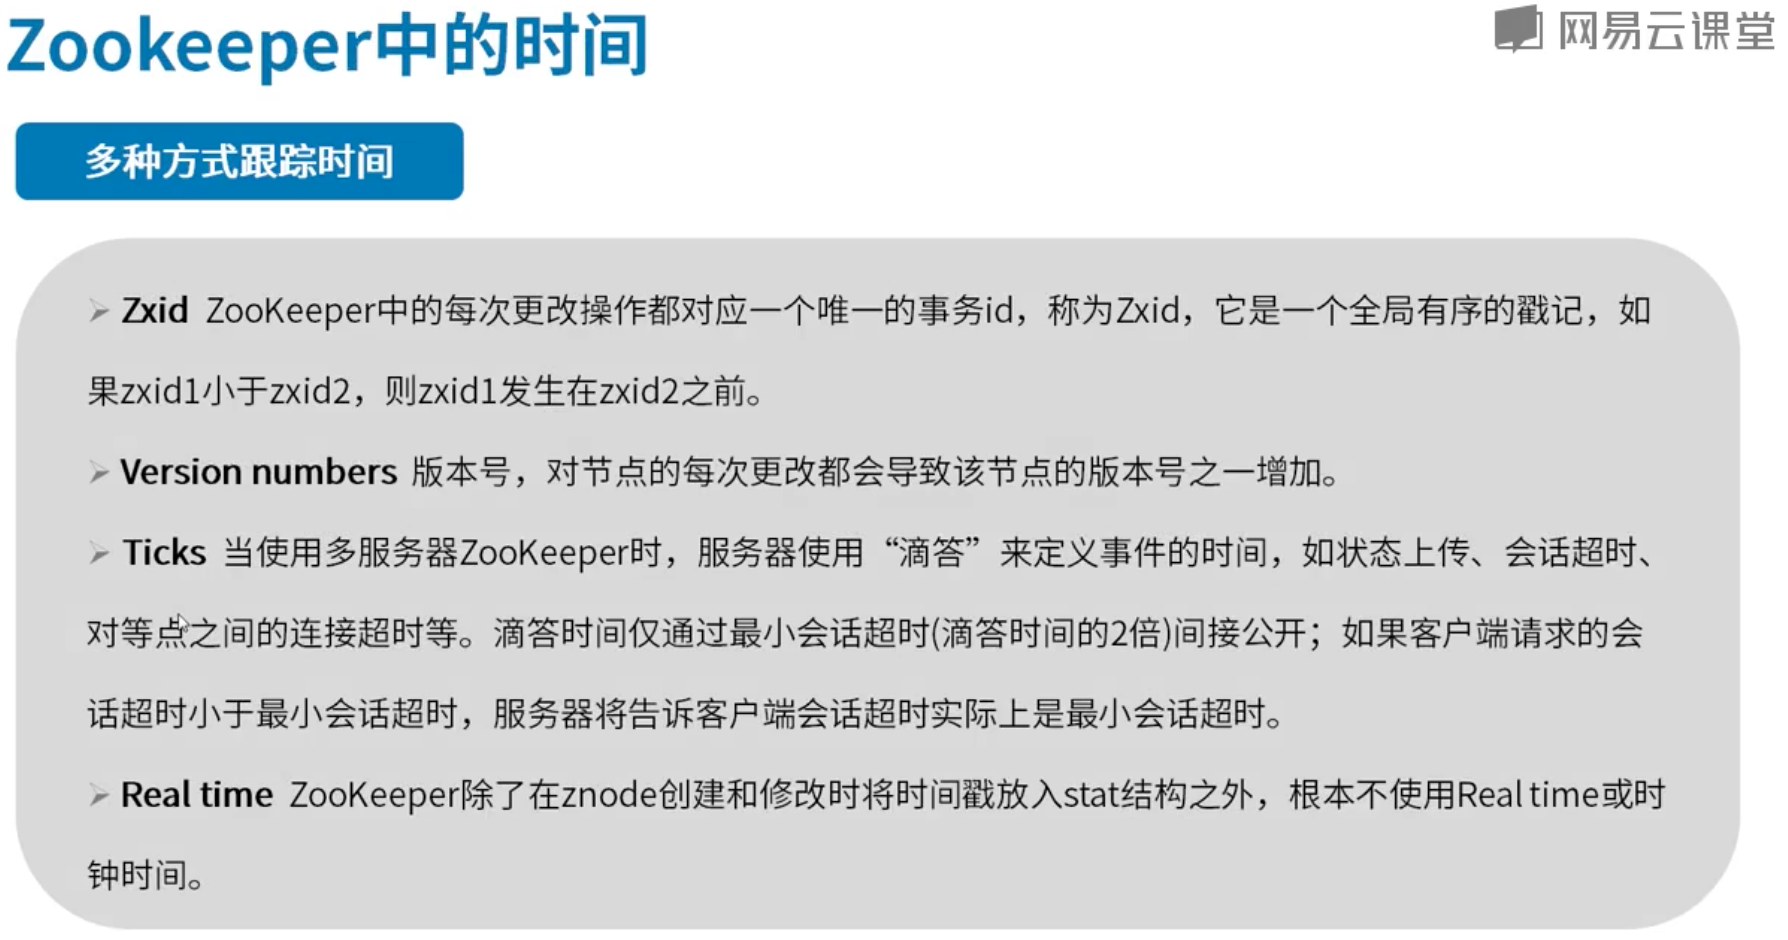 Zookeeper中的时间
网易云课堂
多种方式跟踪时间
Zxid ZooKeeper中的每次更改操作都对应一个唯一的事务id，称为Zxid，它是一个全局有序的戳记，如
果zxid1小于zxid2，则zxid1发生在zxid2之前。
Version numbers 版本号，对节点的每次更改都会导致该节点的版本号之一增加。
Ticks 当使用多服务器ZooKeeper时，服务器使用“滴答”来定义事件的时间，如状态上传、会话超时、
对等点之间的连接超时等。滴答时间仅通过最小会话超时(滴答时间的2倍)间接公开；如果客户端请求的会
话超时小于最小会话超时，服务器将告诉客户端会话超时实际上是最小会话超时。
Real time ZooKeeper除了在znode创建和修改时将时间戳放入stat结构之外，根本不使用Real time或时
钟时间。